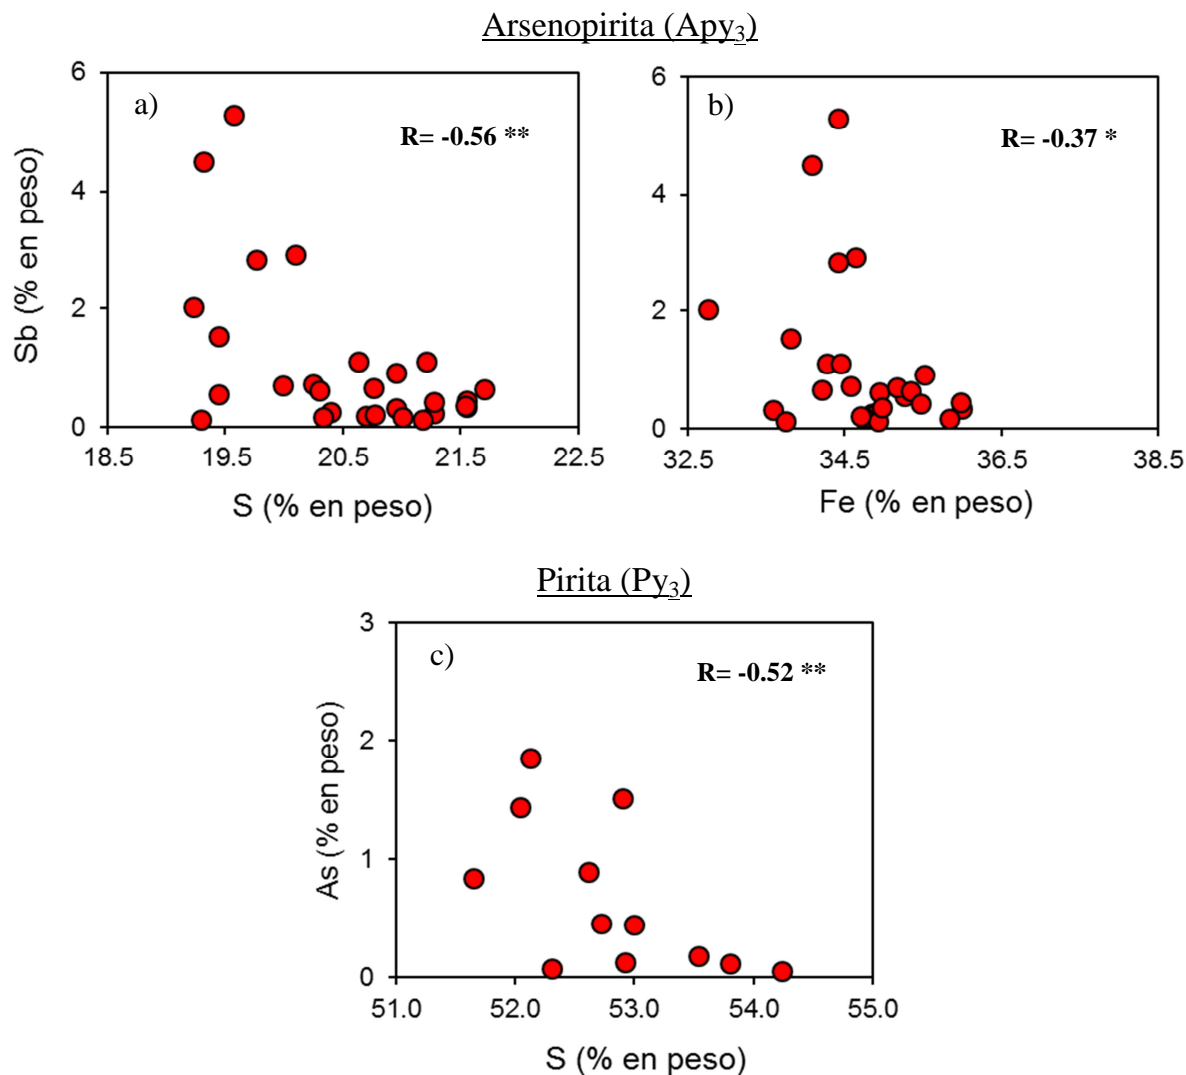 Arsenopirita (Apy3)
a)
R= -0.56 **
Sb (% en peso)
6
4
2
0
18.5 19.5 20.5 21.5 22.5
S (% en peso)
b)
R= -0.37 *
6
4
2
0
32.5 34.5 36.5 38.5
Fe (% en peso)
Pirita (Py3)
c)
R= -0.52 **
As (% en peso)
3
2
1
0
51.0 52.0 53.0 54.0 55.0
S (% en peso)